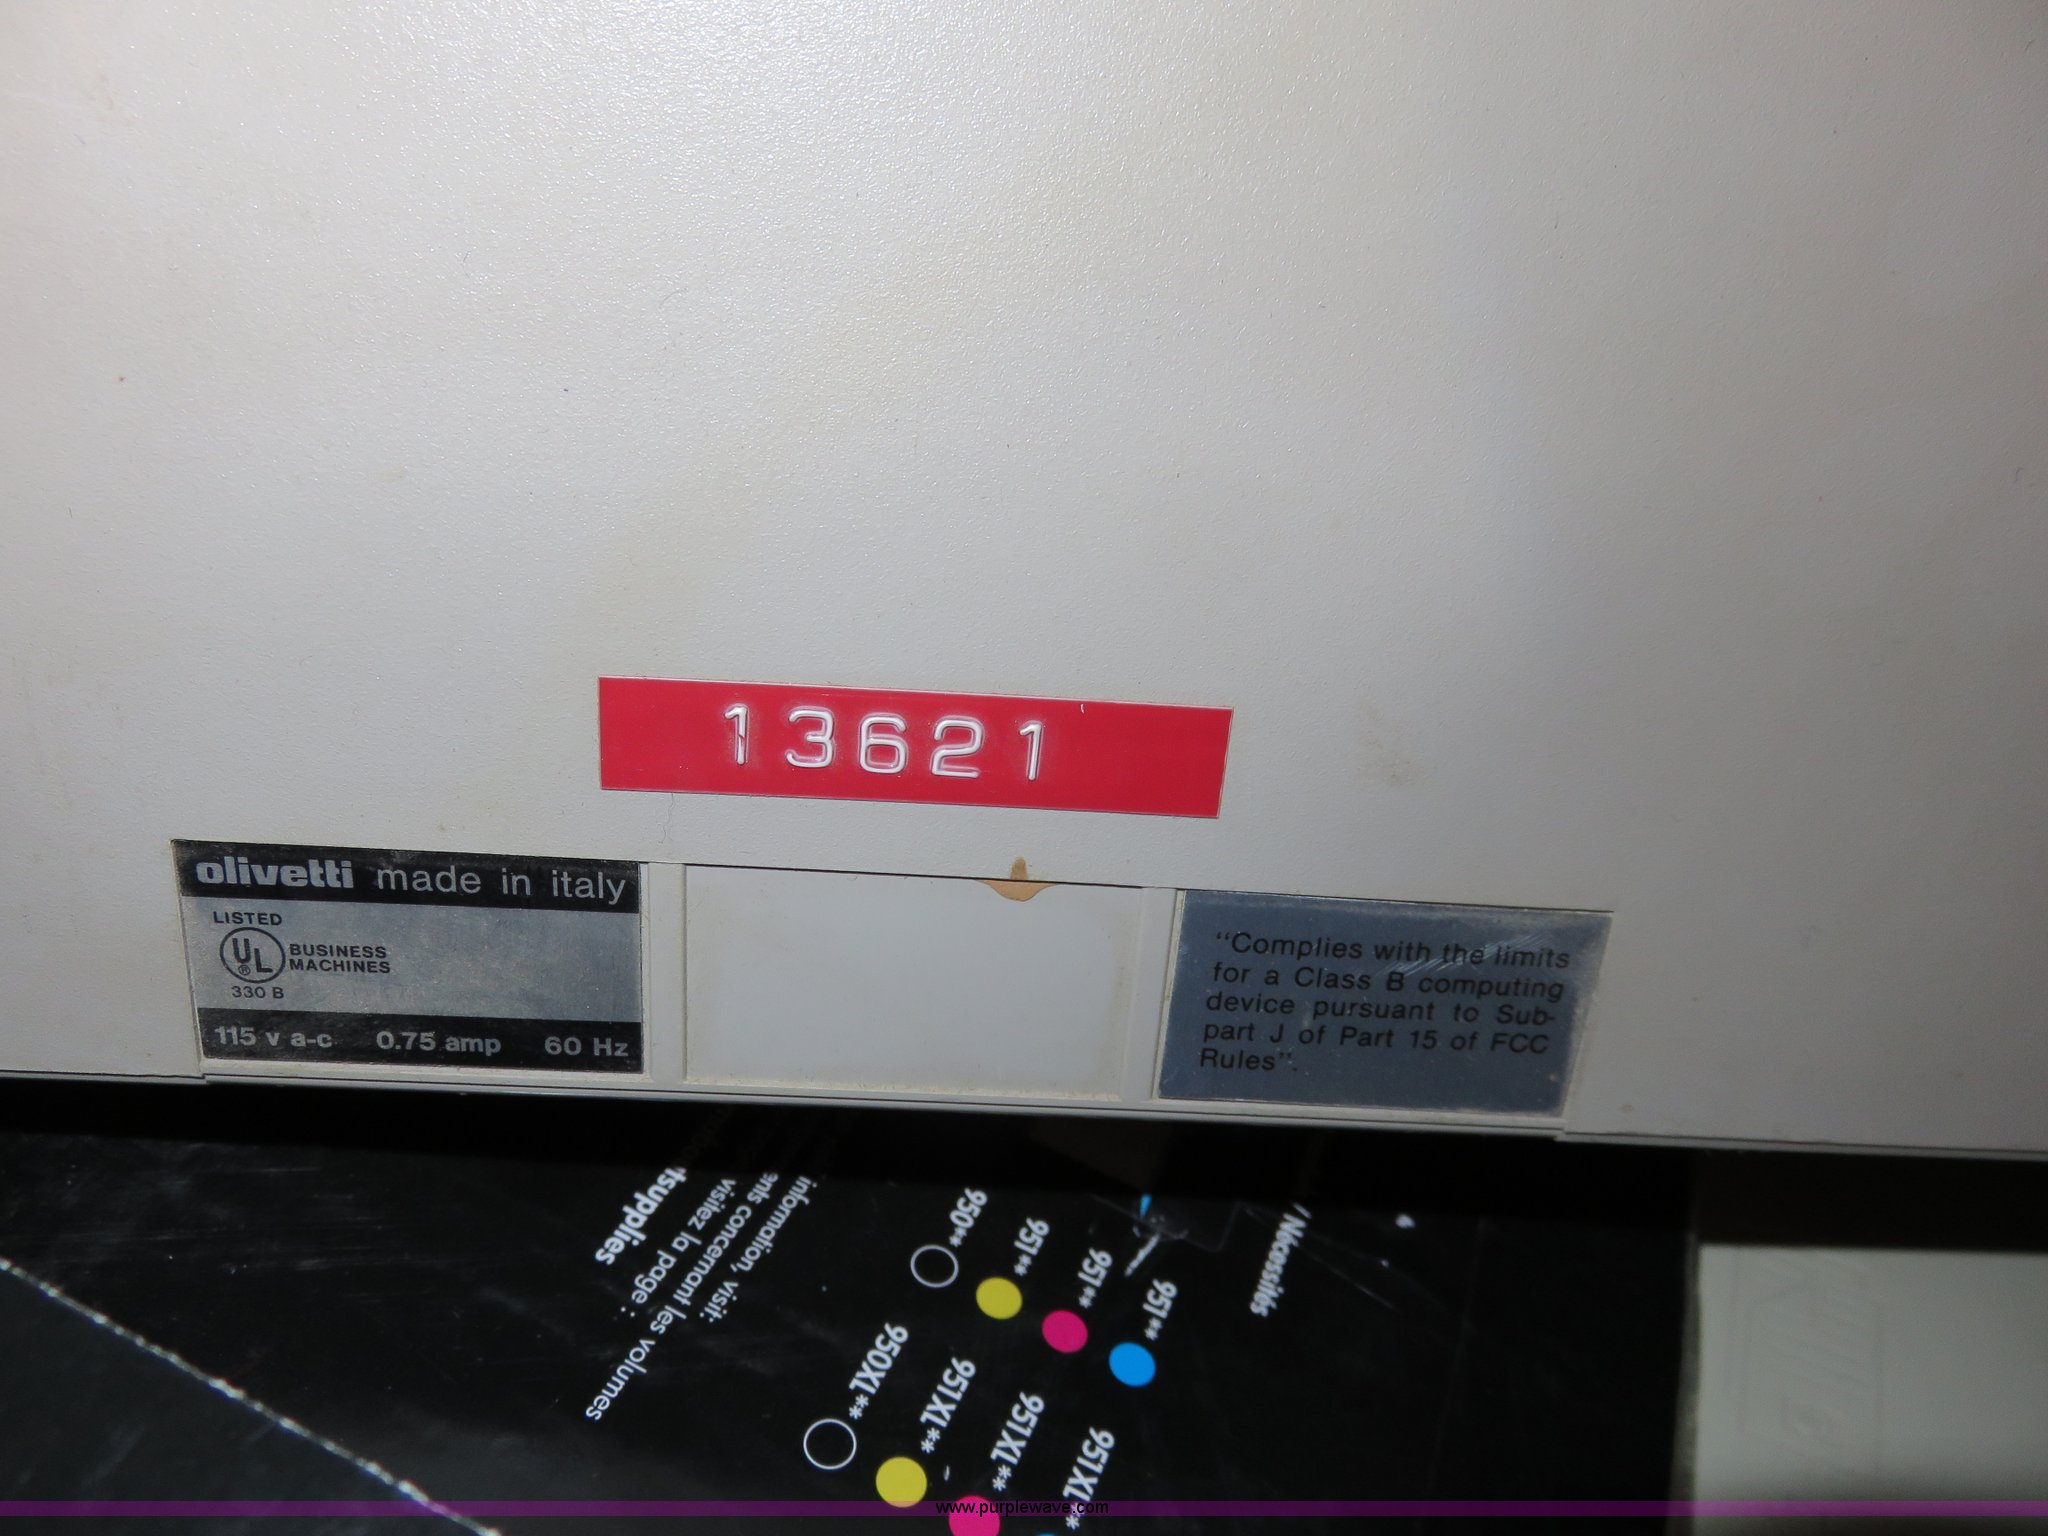 13621
olivetti made in italy
LISTED
UL
®
BUSINESS
MACHINES
330 B
115 v a-c 0.75 amp 60 Hz
"Complies with the limits
for a Class B computing
device pursuant to Sub-
part J of Part 15 of FCC
Rules".
information, visit:
ents concernant les volumes
visitez la page :
tsupplies
950**
951**
951**
951**
/ Nécessités
950XL**
951XL**
951XL**
951XL**
www.purplewave.com